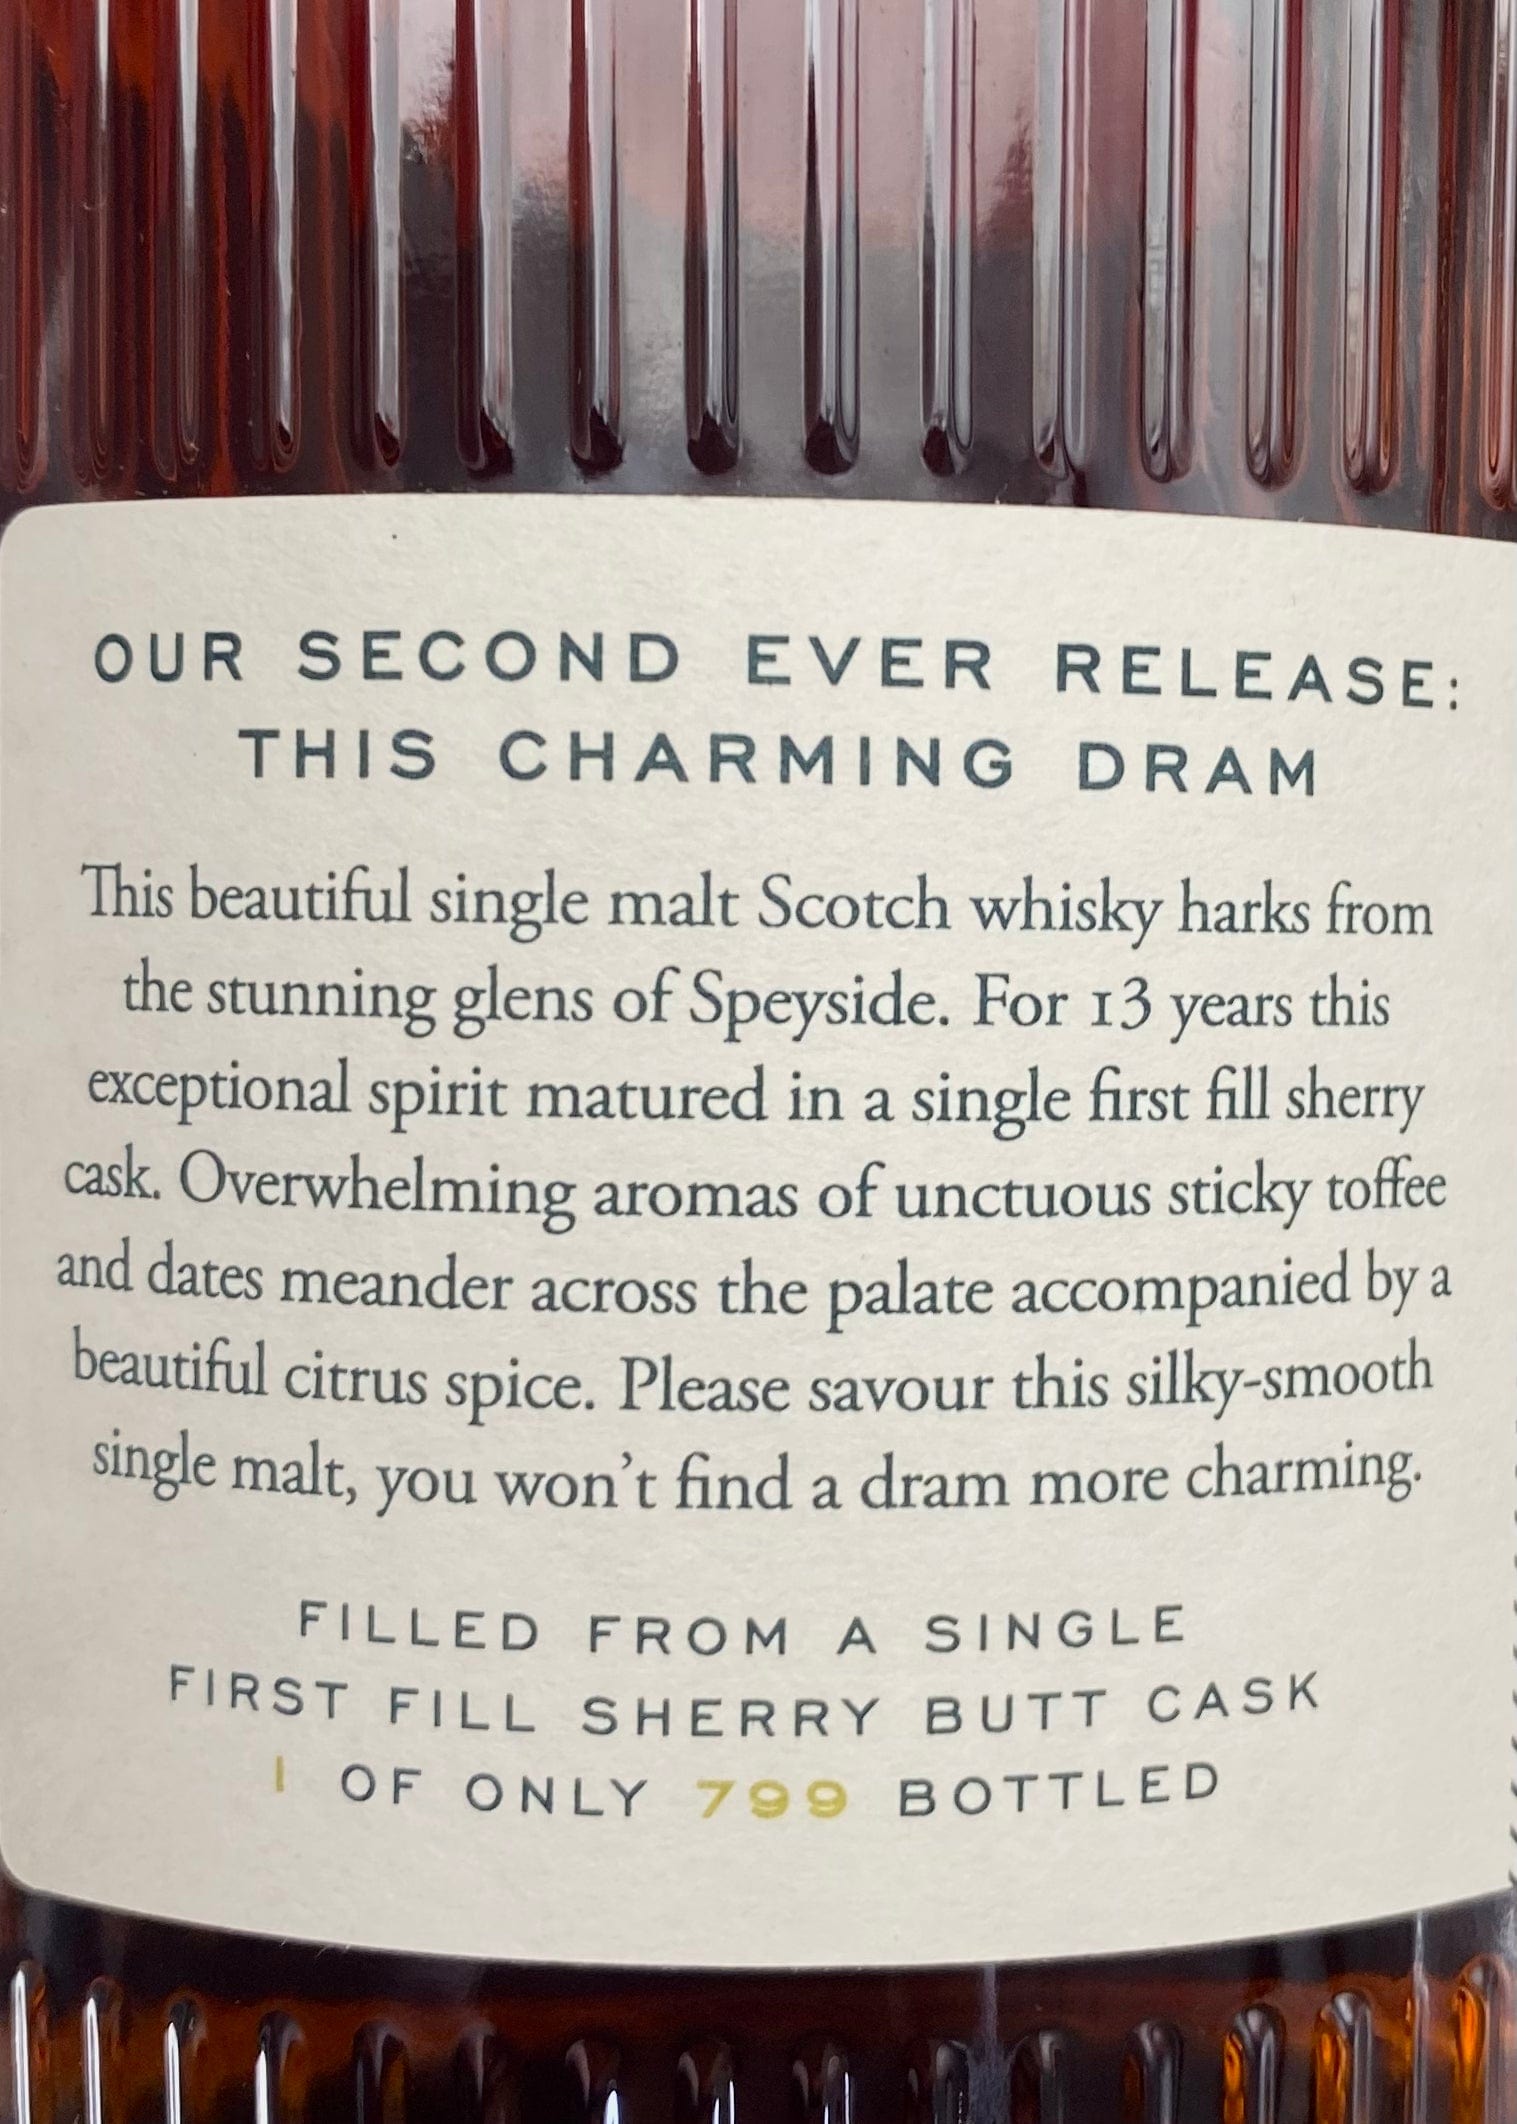 OUR SECOND EVER RELEASE:
THIS CHARMING DRAM
This beautiful single malt Scotch whisky harks from
the stunning glens of Speyside. For 13 years this
exceptional spirit matured in a single first fill sherry
cask. Overwhelming aromas of unctuous sticky toffee
and dates meander across the palate accompanied by a
beautiful citrus spice. Please savour this silky-smooth
single malt, you won't find a dram more charming.
FILLED FROM A SINGLE
FIRST FILL SHERRY BUTT CASK
1 OF ONLY 799 BOTTLED